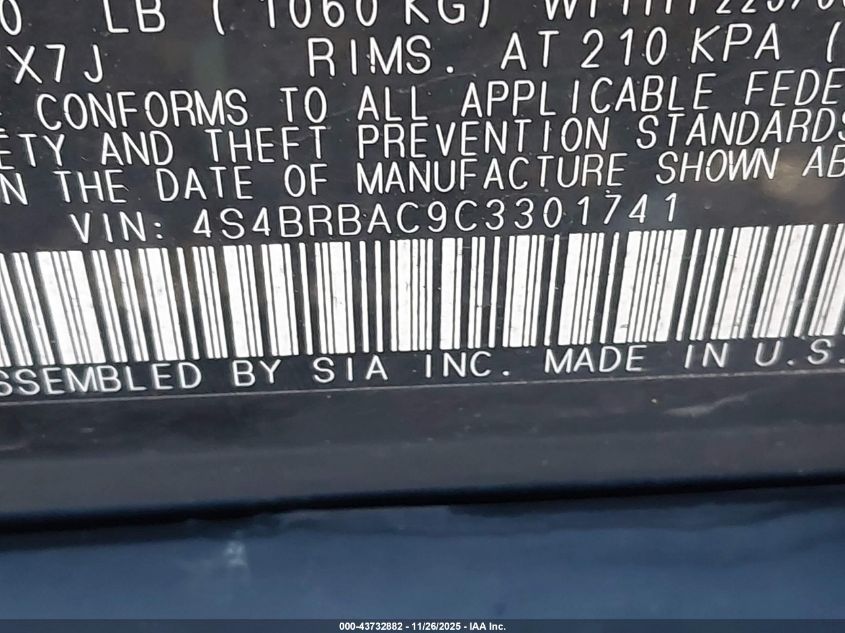 0 LB ( 1060 KG)
X7J RIMS. AT 210 KPA (
CONFORMS TO ALL APPLICABLE FEDE
ETY AND THEFT PREVENTION STANDARDS
N THE DATE OF MANUFACTURE SHOWN AB
VIN: 4S4BRBAC9C3301741
SSEMBLED BY SIA INC. MADE IN U.S.
000-43732882 - 11/26/2025 - IAA Inc.